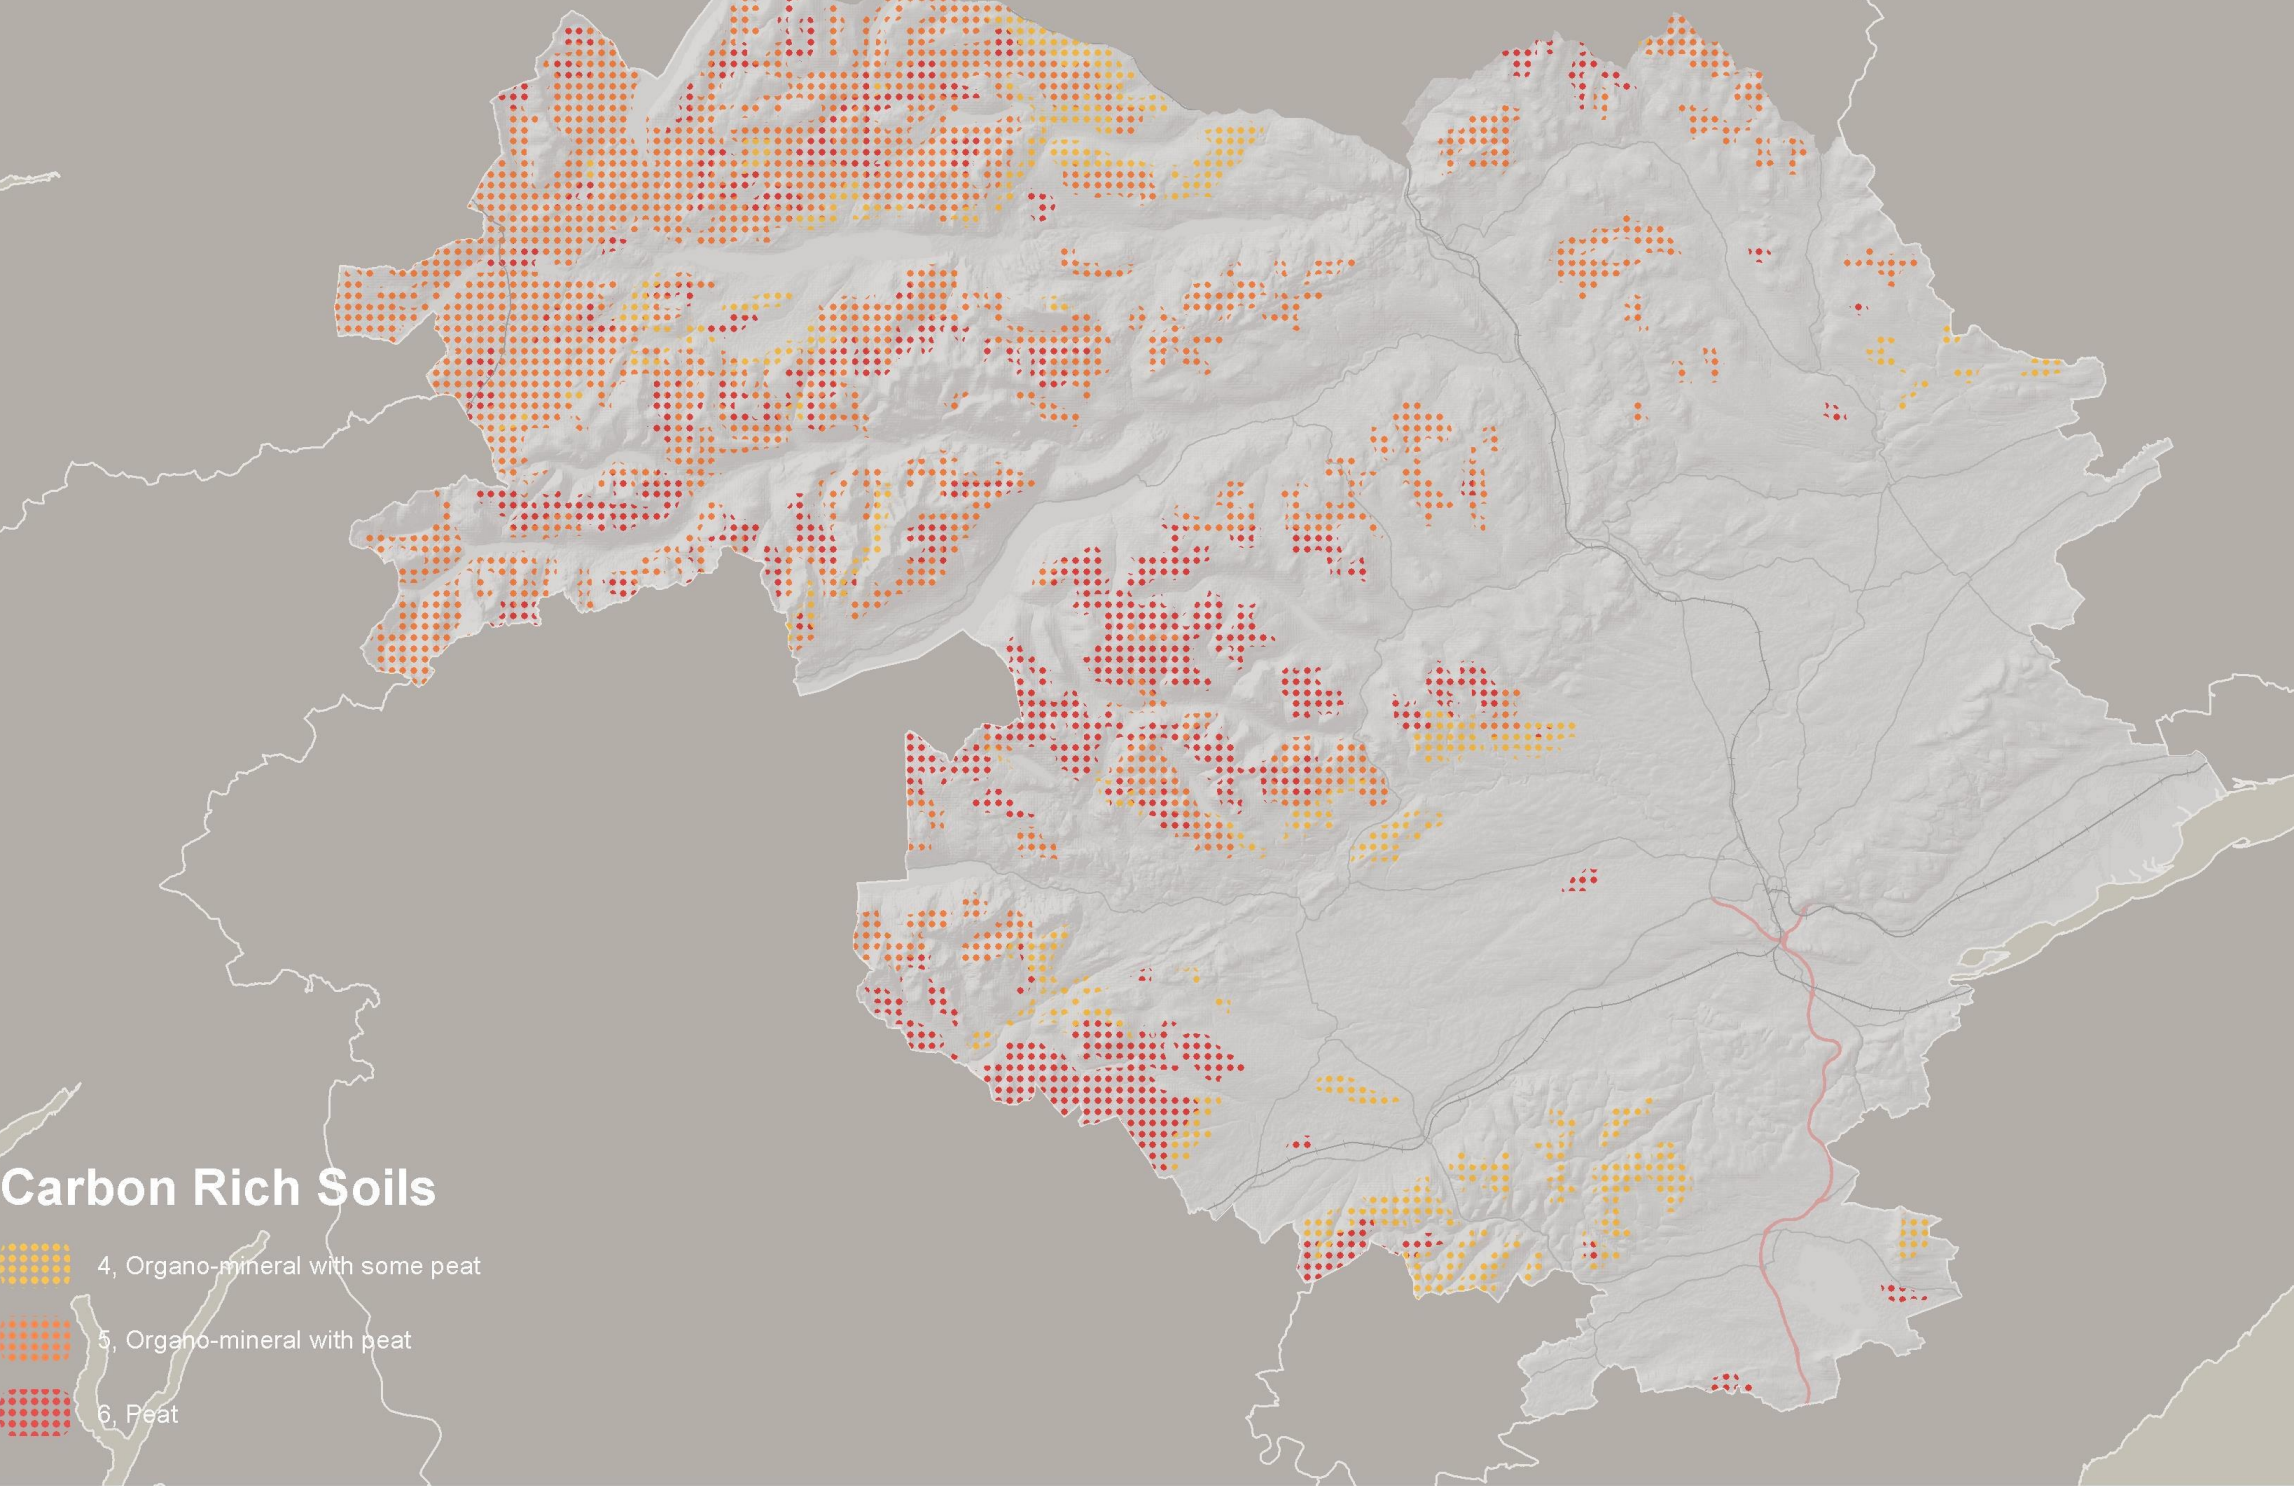 Carbon Rich Soils
4, Organo-mineral with some peat
5, Organo-mineral with peat
6, Peat